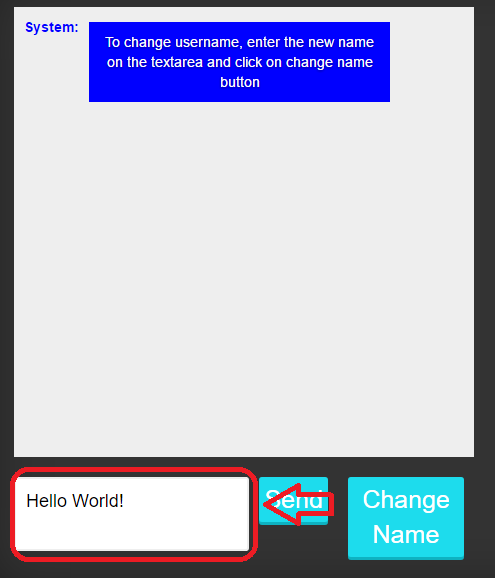 System:
To change username, enter the new name
on the textarea and click on change name
button
Hello World!
Send
Change
Name